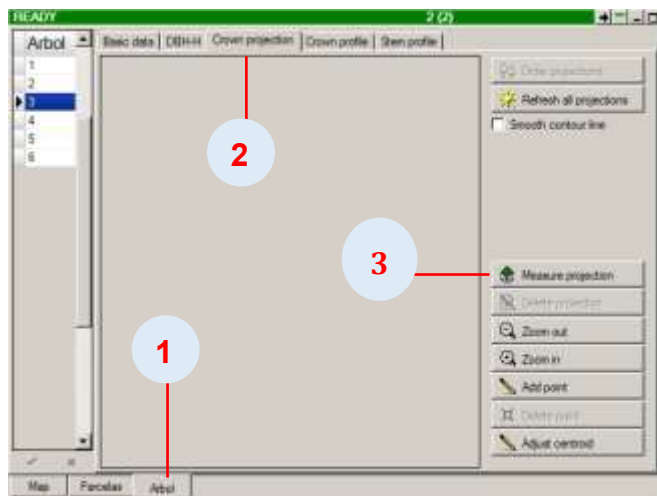 READY 2 (2)
Arbol
Basic data
Crown projection
Crown profile
Stem profile
1
2
3
4
5
6
Order projections
Refresh all projections
Smooth contour line
2
3
1
Measure projection
Delete projection
Zoom out
Zoom in
Add point
Delete point
Adjust centroid
Map
Parcelas
Arbol